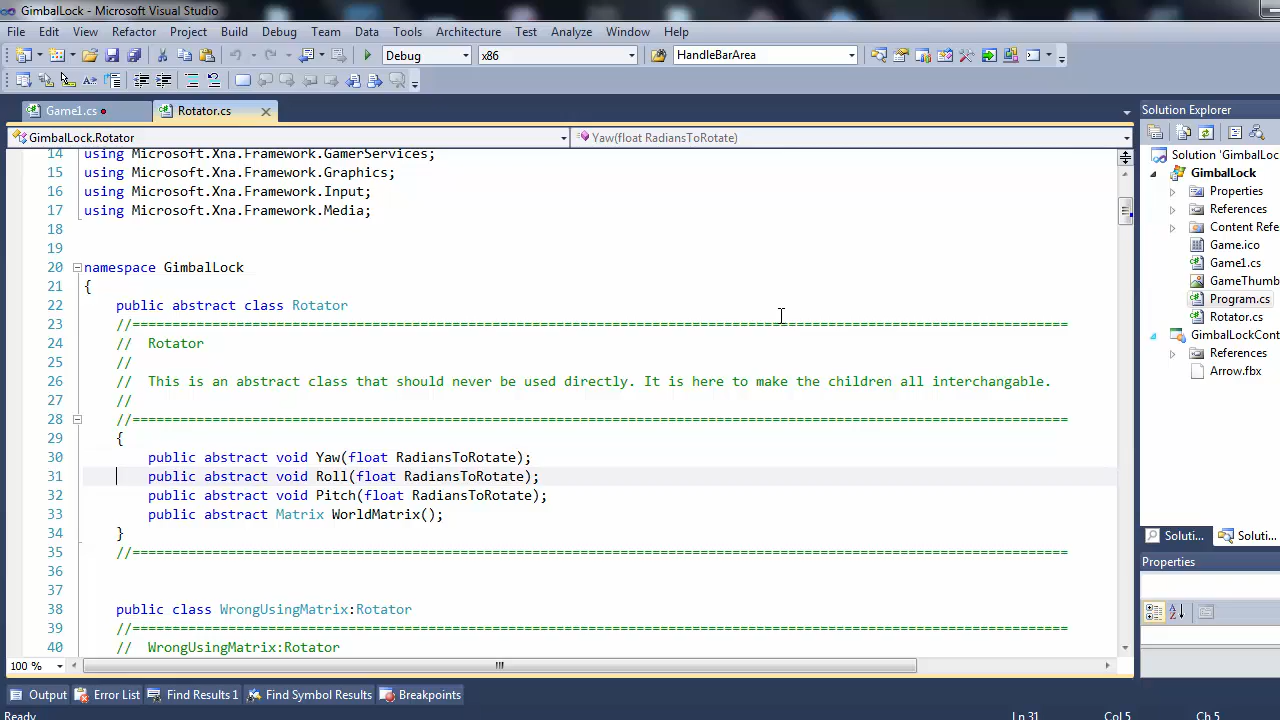 GimbalLock - Microsoft Visual Studio
File Edit View Refactor Project Build Debug Team Data Tools Architecture Test Analyze Window Help
Debug x86 HandleBarArea
Game1.cs Rotator.cs
GimbalLock.Rotator Yaw(float RadiansToRotate)
14 using Microsoft.Xna.Framework.GamerServices;
15 using Microsoft.Xna.Framework.Graphics;
16 using Microsoft.Xna.Framework.Input;
17 using Microsoft.Xna.Framework.Media;
18
19
20 namespace GimbalLock
21 {
22 public abstract class Rotator
23 //=====================================================================================================================
24 // Rotator
25 //
26 // This is an abstract class that should never be used directly. It is here to make the children all interchangable.
27 //
28 //=====================================================================================================================
29 {
30 public abstract void Yaw(float RadiansToRotate);
31 public abstract void Roll(float RadiansToRotate);
32 public abstract void Pitch(float RadiansToRotate);
33 public abstract Matrix WorldMatrix();
34 }
35 //=====================================================================================================================
36
37
38 public class WrongUsingMatrix:Rotator
39 //=====================================================================================================================
40 // WrongUsingMatrix:Rotator
100 %
Solution Explorer
Solution 'GimbalLoc
GimbalLock
Properties
References
Content Refe
Game.ico
Game1.cs
GameThumb
Program.cs
Rotator.cs
GimbalLockCont
References
Arrow.fbx
Soluti... Soluti...
Properties
Output Error List Find Results 1 Find Symbol Results Breakpoints
Ready Ln 31 Col 5 Ch 5